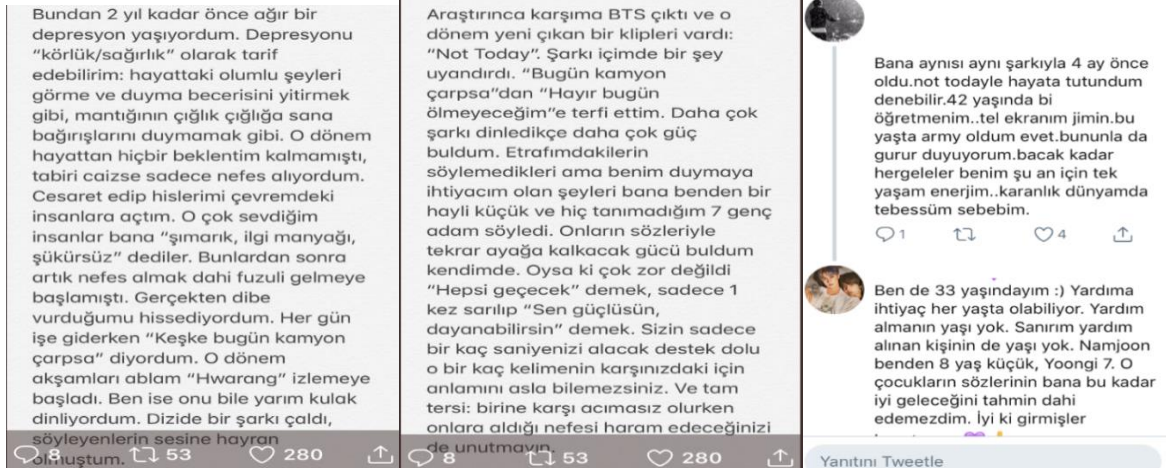 Bundan 2 yıl kadar önce ağır bir
depresyon yaşıyordum. Depresyonu
“körlük/sağırlık” olarak tarif
edebilirim: hayattaki olumlu şeyleri
görme ve duyma becerisini yitirmek
gibi, mantığının çığlık çığlığa sana
bağırışlarını duymamak gibi. O dönem
hayattan hiçbir beklentim kalmamıştı,
tabiri caizse sadece nefes alıyordum.
Cesaret edip hislerimi çevremdeki
insanlara açtım. O çok sevdiğim
insanlar bana “şımarık, ilgi manyağı,
şükürsüz” dediler. Bunlardan sonra
artık nefes almak dahi fuzuli gelmeye
başlamıştı. Gerçekten dibe
vurduğumu hissediyordum. Her gün
işe giderken “Keşke bugün kamyon
çarpsa” diyordum. O dönem
akşamları ablam “Hwarang” izlemeye
başladı. Ben ise onu bile yarım kulak
dinliyordum. Dizide bir şarkı çaldı,
söyleyenlerin sesine hayran
olmuştum.
8 53 280
Araştırınca karşıma BTS çıktı ve o
dönem yeni çıkan bir klipleri vardı:
“Not Today”. Şarkı içimde bir şey
uyandırdı. “Bugün kamyon
çarpsa”dan “Hayır bugün
ölmeyeceğim”e terfi ettim. Daha çok
şarkı dinledikçe daha çok güç
buldum. Etrafımdakilerin
söylemedikleri ama benim duymaya
ihtiyacım olan şeyleri bana benden bir
hayli küçük ve hiç tanımadığım 7 genç
adam söyledi. Onların sözleriyle
tekrar ayağa kalkacak gücü buldum
kendimde. Oysa ki çok zor değildi
“Hepsi geçecek” demek, sadece 1
kez sarılıp “Sen güçlüsün,
dayanabilirsin” demek. Sizin sadece
bir kaç saniyenizi alacak destek dolu
o bir kaç kelimenin karşınızdaki için
anlamını asla bilemezsiniz. Ve tam
tersi: birine karşı acımasız olurken
onlara aldığı nefesi haram edeceğinizi
de unutmayın.
8 53 280
Bana aynısı aynı şarkıyla 4 ay önce
oldu.not todayle hayata tutundum
denebilir.42 yaşında bi
öğretmenim..tel ekranım jimin.bu
yaşta army oldum evet.bununla da
gurur duyuyorum.bacak kadar
hergeleler benim şu an için tek
yaşam enerjim..karanlık dünyamda
tebessüm sebebim.
1 4
Ben de 33 yaşındayım :) Yardıma
ihtiyaç her yaşta olabiliyor. Yardım
almanın yaşı yok. Sanırım yardım
alınan kişinin de yaşı yok. Namjoon
benden 8 yaş küçük, Yoongi 7. O
çocukların sözlerinin bana bu kadar
iyi geleceğini tahmin dahi
edemezdim. İyi ki girmişler
Yanıtını Tweetle